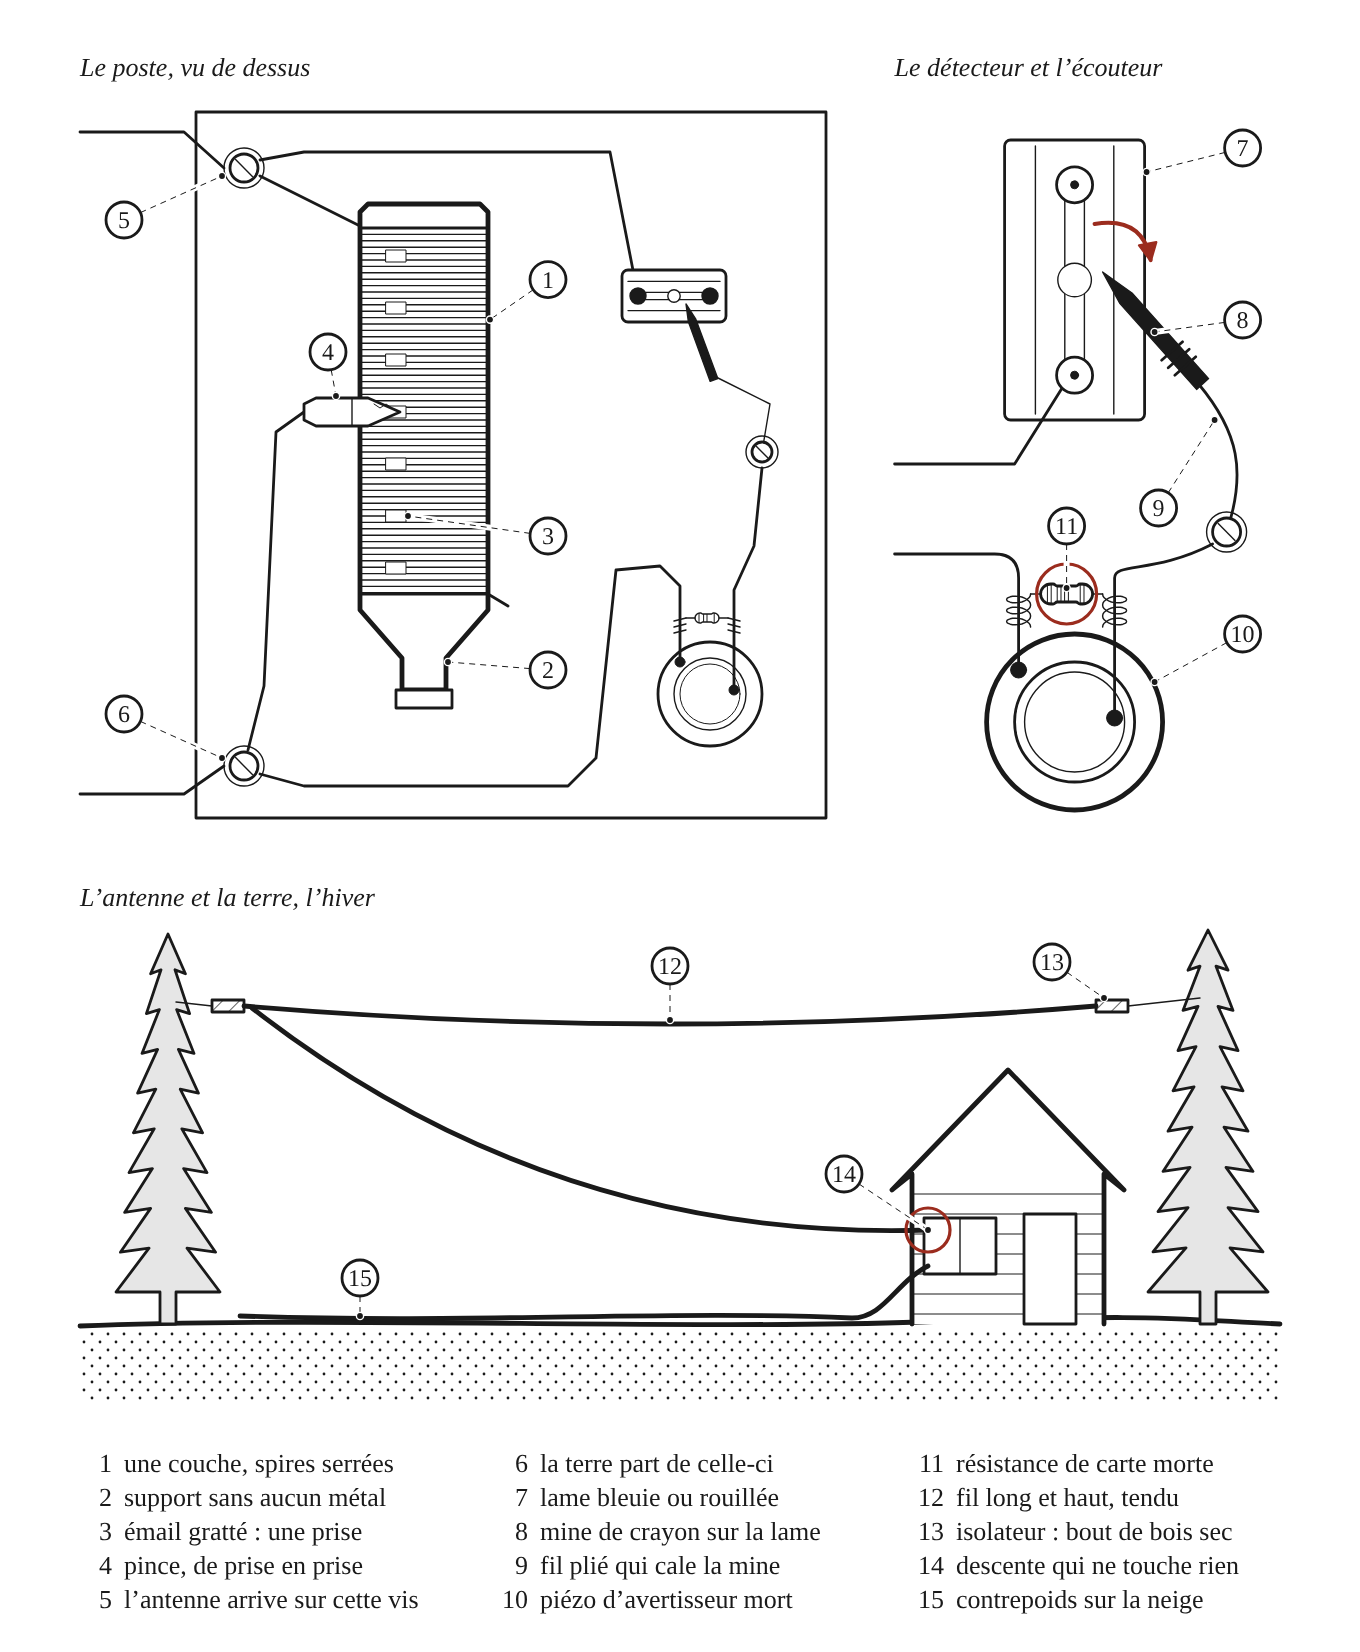 Le poste, vu de dessus
Le détecteur et l’écouteur
7
5
1
8
4
9
11
3
10
2
6
L’antenne et la terre, l’hiver
12
13
14
15
1 une couche, spires serrées
2 support sans aucun métal
3 émail gratté : une prise
4 pince, de prise en prise
5 l’antenne arrive sur cette vis
6 la terre part de celle-ci
7 lame bleuie ou rouillée
8 mine de crayon sur la lame
9 fil plié qui cale la mine
10 piézo d’avertisseur mort
11 résistance de carte morte
12 fil long et haut, tendu
13 isolateur : bout de bois sec
14 descente qui ne touche rien
15 contrepoids sur la neige